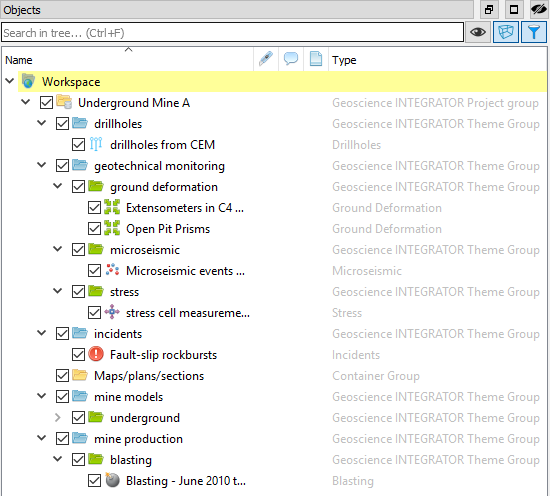 Objects
Search in tree... (Ctrl+F)
Name Type
Workspace
Underground Mine A Geoscience INTEGRATOR Project group
drillholes Geoscience INTEGRATOR Theme Group
drillholes from CEM Drillholes
geotechnical monitoring Geoscience INTEGRATOR Theme Group
ground deformation Geoscience INTEGRATOR Theme Group
Extensometers in C4 ... Ground Deformation
Open Pit Prisms Ground Deformation
microseismic Geoscience INTEGRATOR Theme Group
Microseismic events ... Microseismic
stress Geoscience INTEGRATOR Theme Group
stress cell measureme... Stress
incidents Geoscience INTEGRATOR Theme Group
Fault-slip rockbursts Incidents
Maps/plans/sections Container Group
mine models Geoscience INTEGRATOR Theme Group
underground Geoscience INTEGRATOR Theme Group
mine production Geoscience INTEGRATOR Theme Group
blasting Geoscience INTEGRATOR Theme Group
Blasting - June 2010 t... Blasting